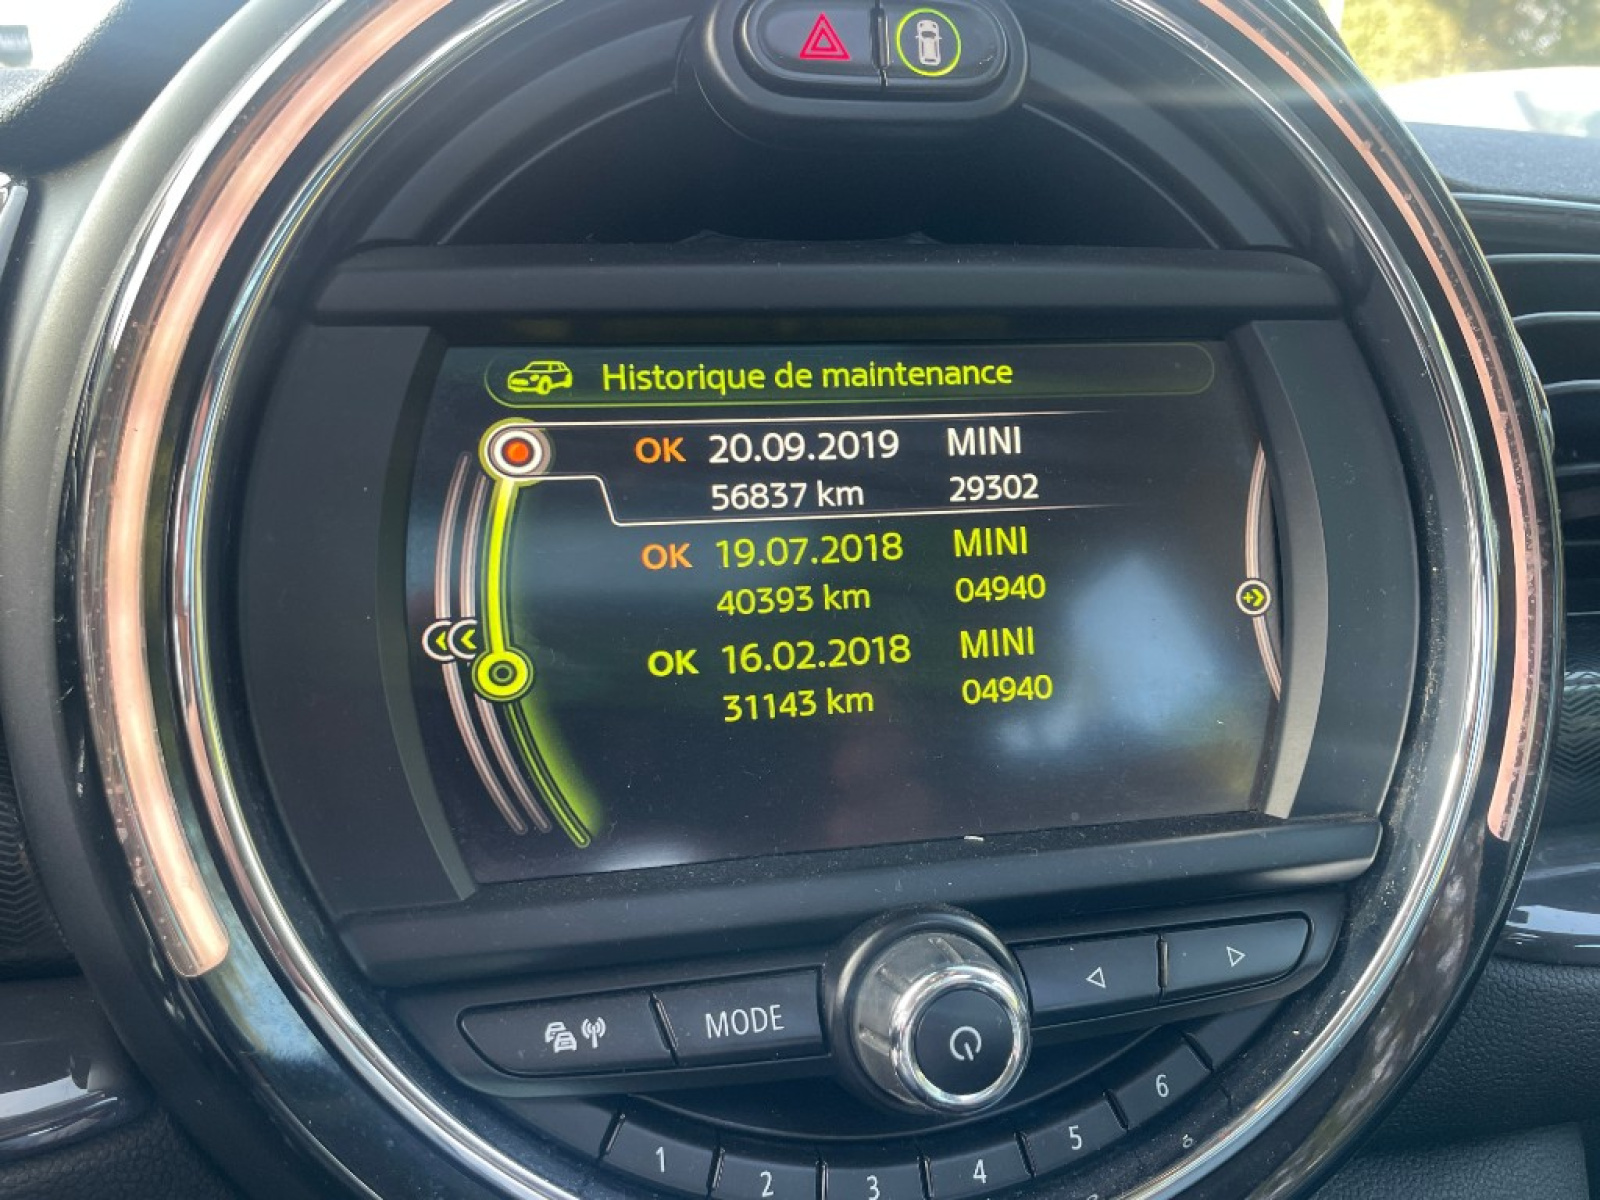 Historique de maintenance
OK 20.09.2019 MINI
56837 km 29302
OK 19.07.2018 MINI
40393 km 04940
OK 16.02.2018 MINI
31143 km 04940
MODE
1 2 3 4 5 6